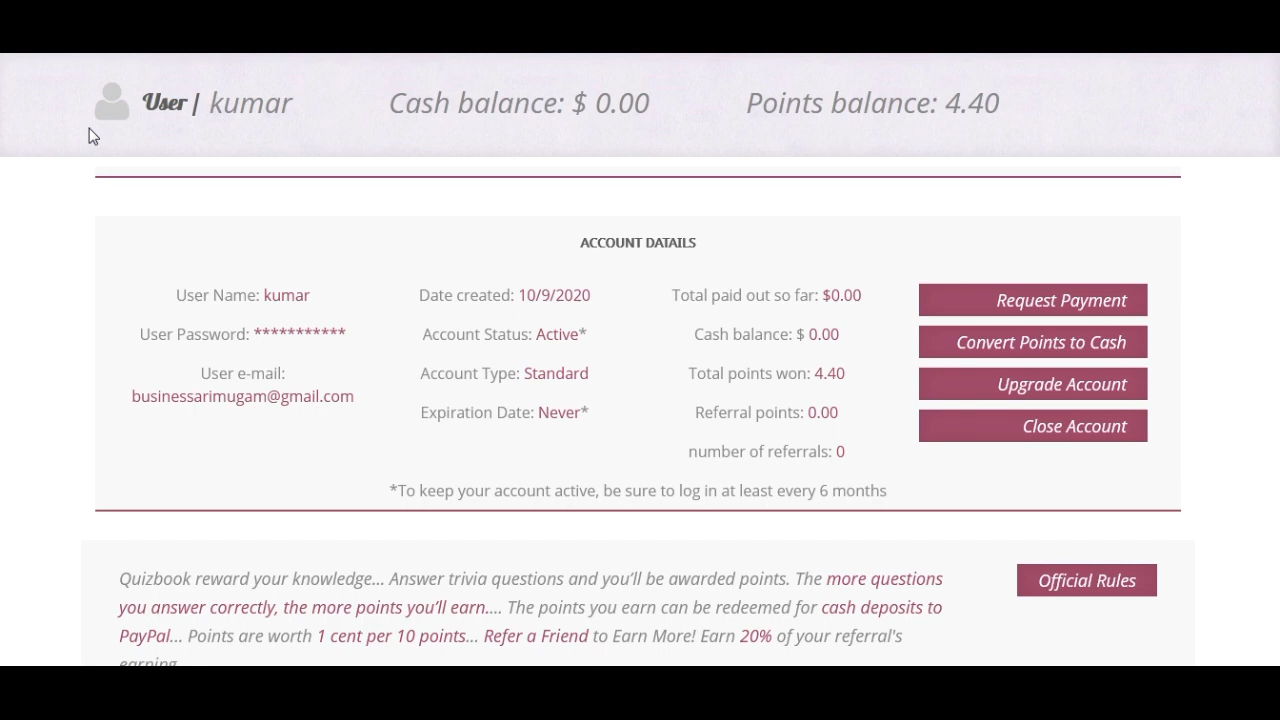 User | kumar Cash balance: $ 0.00 Points balance: 4.40
ACCOUNT DATAILS
User Name: kumar
User Password: ***********
User e-mail:
businessarimugam@gmail.com
Date created: 10/9/2020
Account Status: Active*
Account Type: Standard
Expiration Date: Never*
Total paid out so far: $0.00
Cash balance: $ 0.00
Total points won: 4.40
Referral points: 0.00
number of referrals: 0
Request Payment
Convert Points to Cash
Upgrade Account
Close Account
*To keep your account active, be sure to log in at least every 6 months
Quizbook reward your knowledge... Answer trivia questions and you’ll be awarded points. The more questions
you answer correctly, the more points you’ll earn.... The points you earn can be redeemed for cash deposits to
PayPal... Points are worth 1 cent per 10 points... Refer a Friend to Earn More! Earn 20% of your referral's
earning
Official Rules